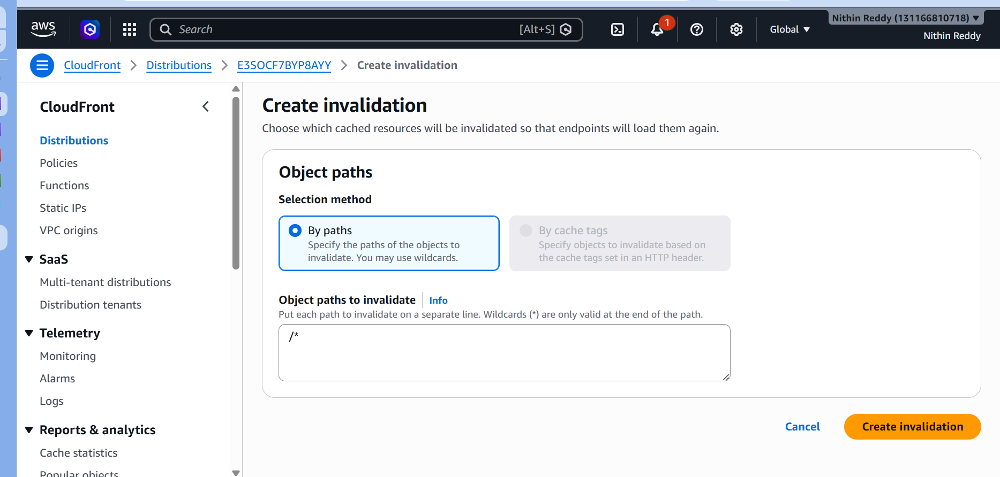 aws
Search
[Alt+S]
1
Global
Nithin Reddy (131166810718)
Nithin Reddy
CloudFront
Distributions
E3SOCF7BYP8AYY
Create invalidation
CloudFront
Distributions
Policies
Functions
Static IPs
VPC origins
SaaS
Multi-tenant distributions
Distribution tenants
Telemetry
Monitoring
Alarms
Logs
Reports & analytics
Cache statistics
Popular objects
Create invalidation
Choose which cached resources will be invalidated so that endpoints will load them again.
Object paths
Selection method
By paths
Specify the paths of the objects to
invalidate. You may use wildcards.
By cache tags
Specify objects to invalidate based on
the cache tags set in an HTTP header.
Object paths to invalidate
Info
Put each path to invalidate on a separate line. Wildcards (*) are only valid at the end of the path.
/*
Cancel
Create invalidation